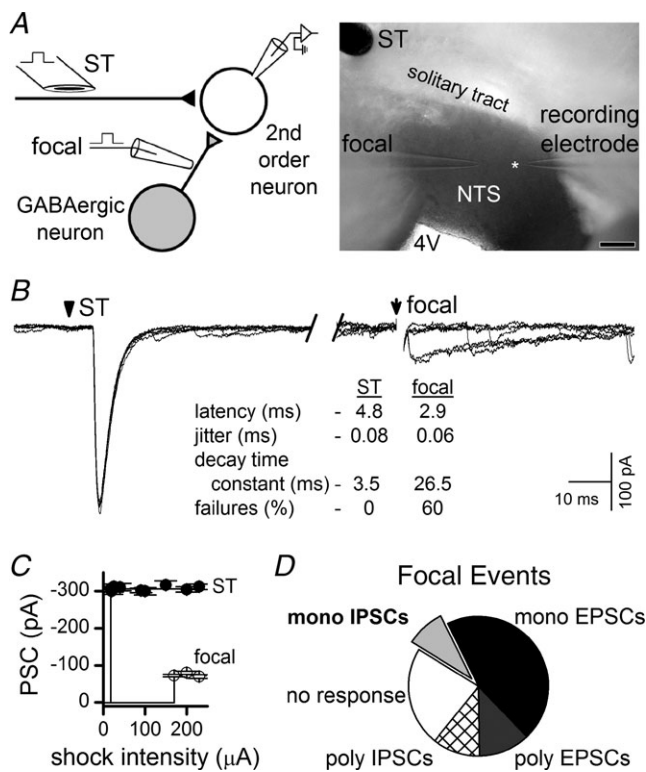 A
ST
2nd
order
neuron
focal
GABAergic
neuron
ST
solitary tract
focal
recording
electrode
*
NTS
4V
B
ST
focal
ST focal
latency (ms) - 4.8 2.9
jitter (ms) - 0.08 0.06
decay time
constant (ms) - 3.5 26.5
failures (%) - 0 60
10 ms
100 pA
C
PSC (pA)
-300
-200
-100
0
ST
focal
0 100 200
shock intensity (µA)
D
Focal Events
mono IPSCs
mono EPSCs
no response
poly IPSCs
poly EPSCs